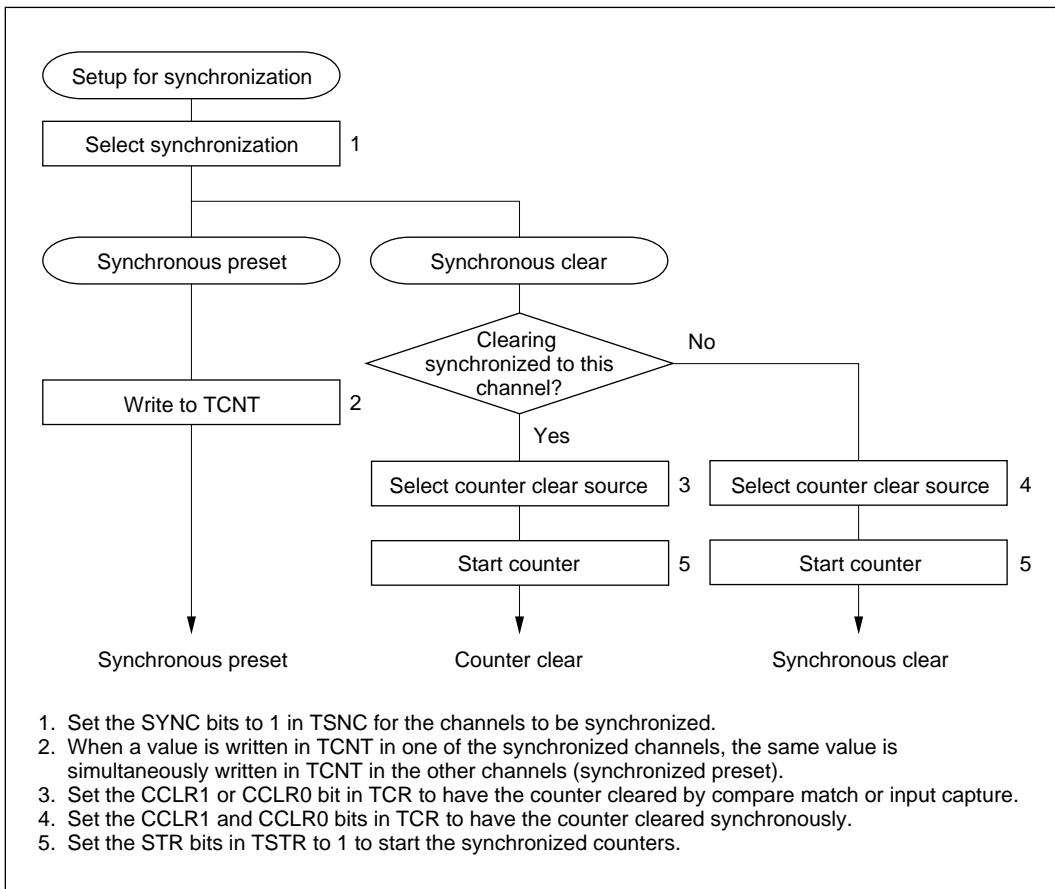 Setup for synchronization
Select synchronization 1
Synchronous preset
Synchronous clear
Clearing
synchronized to this
channel?
No
Write to TCNT 2
Yes
Select counter clear source 3
Select counter clear source 4
Start counter 5
Start counter 5
Synchronous preset
Counter clear
Synchronous clear
1. Set the SYNC bits to 1 in TSNC for the channels to be synchronized.
2. When a value is written in TCNT in one of the synchronized channels, the same value is
simultaneously written in TCNT in the other channels (synchronized preset).
3. Set the CCLR1 or CCLR0 bit in TCR to have the counter cleared by compare match or input capture.
4. Set the CCLR1 and CCLR0 bits in TCR to have the counter cleared synchronously.
5. Set the STR bits in TSTR to 1 to start the synchronized counters.